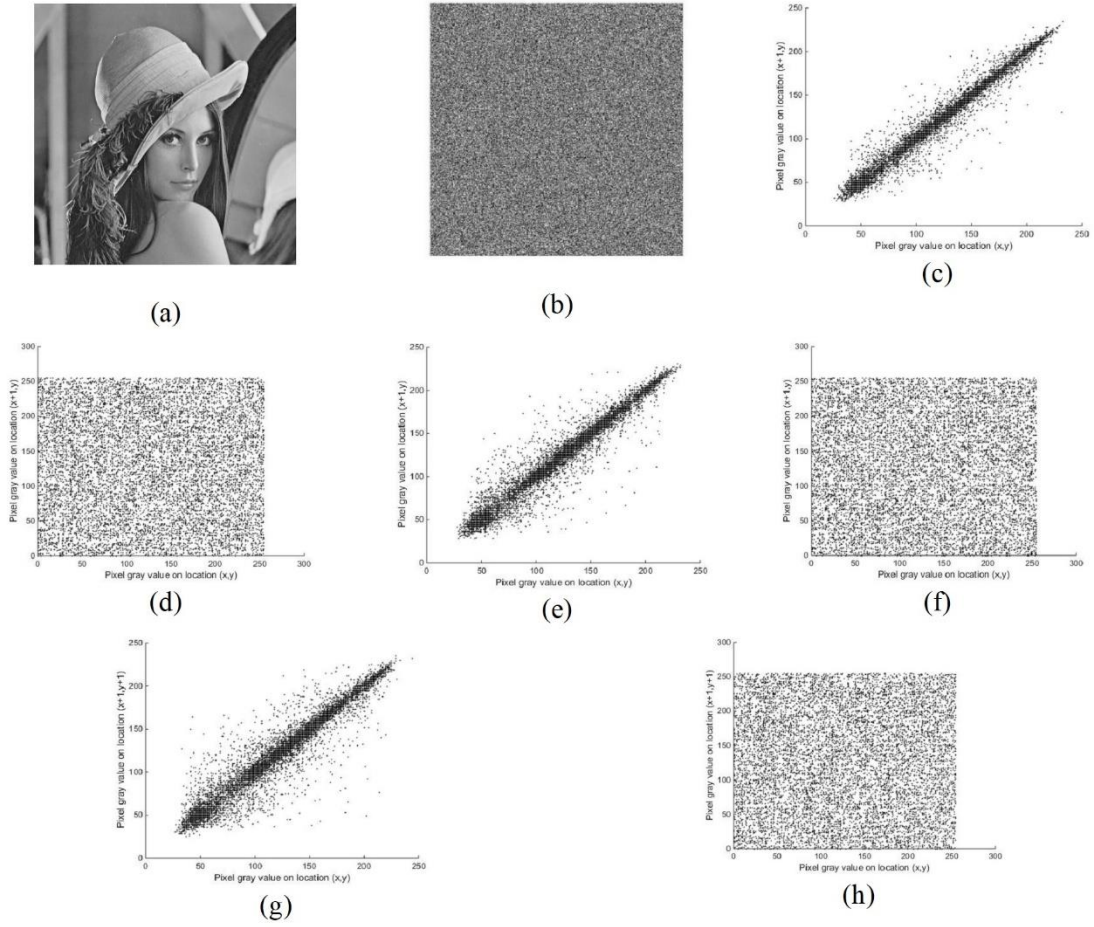 (a)
(b)
250
200
150
100
50
0
Pixel gray value on location (x+1,y)
0 50 100 150 200 250
Pixel gray value on location (x,y)
(c)
300
250
200
150
100
50
0
Pixel gray value on location (x+1,y)
0 50 100 150 200 250 300
Pixel gray value on location (x,y)
(d)
250
200
150
100
50
0
Pixel gray value on location (x+1,y)
0 50 100 150 200 250
Pixel gray value on location (x,y)
(e)
300
250
200
150
100
50
0
Pixel gray value on location (x+1,y)
0 50 100 150 200 250 300
Pixel gray value on location (x,y)
(f)
250
200
150
100
50
0
Pixel gray value on location (x+1,y+1)
0 50 100 150 200 250
Pixel gray value on location (x,y)
(g)
300
250
200
150
100
50
0
Pixel gray value on location (x+1,y+1)
0 50 100 150 200 250 300
Pixel gray value on location (x,y)
(h)